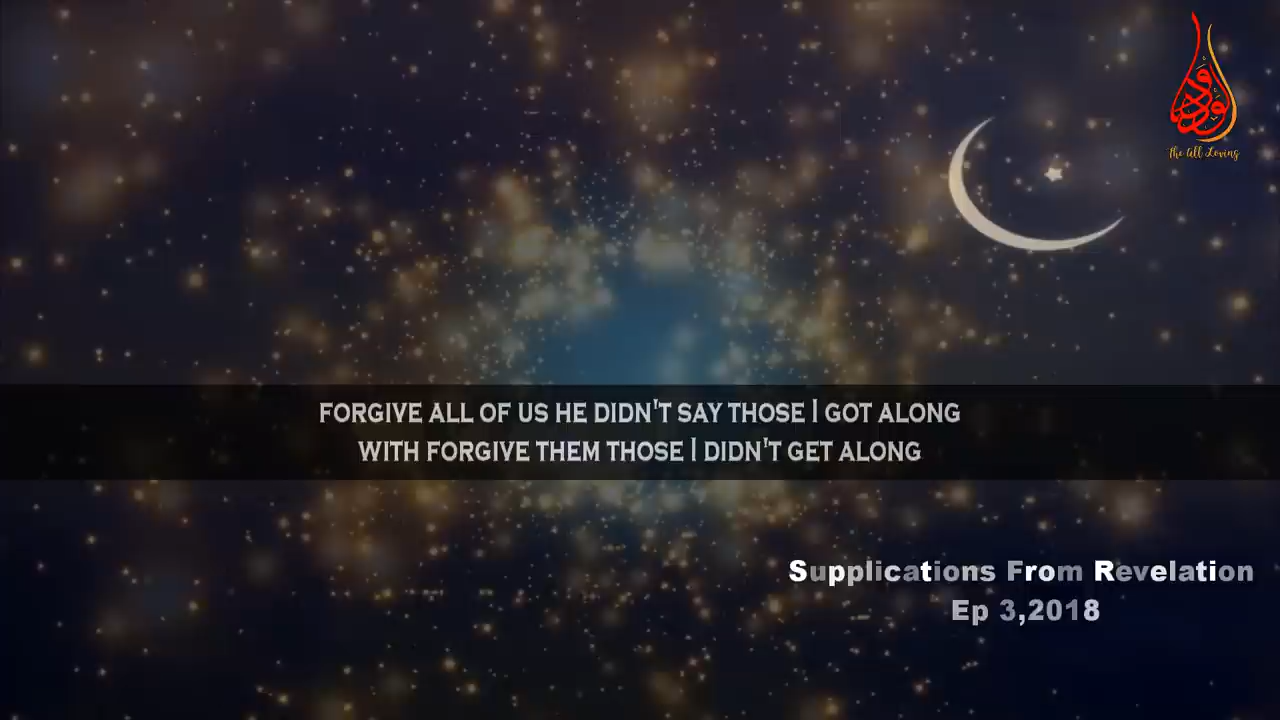 ودود
The All Loving
FORGIVE ALL OF US HE DIDN'T SAY THOSE I GOT ALONG
WITH FORGIVE THEM THOSE I DIDN'T GET ALONG
Supplications From Revelation
Ep 3,2018